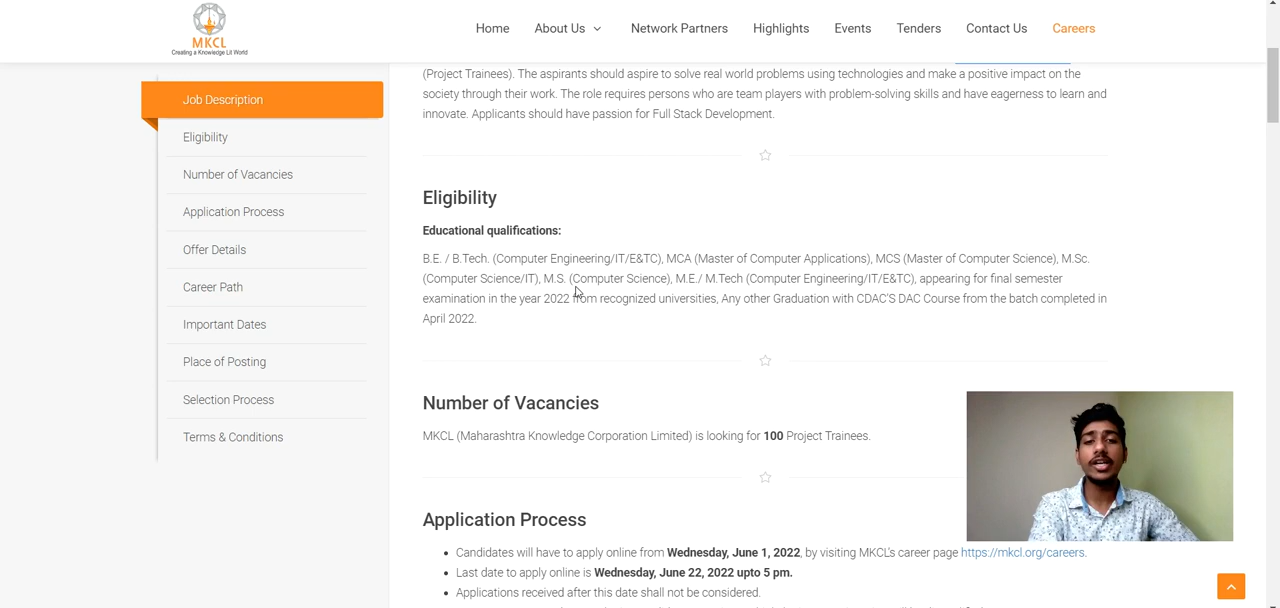 MKCL
Creating a Knowledge Lit World
Home
About Us
Network Partners
Highlights
Events
Tenders
Contact Us
Careers
Job Description
Eligibility
Number of Vacancies
Application Process
Offer Details
Career Path
Important Dates
Place of Posting
Selection Process
Terms & Conditions
(Project Trainees). The aspirants should aspire to solve real world problems using technologies and make a positive impact on the
society through their work. The role requires persons who are team players with problem-solving skills and have eagerness to learn and
innovate. Applicants should have passion for Full Stack Development.
Eligibility
Educational qualifications:
B.E. / B.Tech. (Computer Engineering/IT/E&TC), MCA (Master of Computer Applications), MCS (Master of Computer Science), M.Sc.
(Computer Science/IT), M.S. (Computer Science), M.E./ M.Tech (Computer Engineering/IT/E&TC), appearing for final semester
examination in the year 2022 from recognized universities, Any other Graduation with CDAC'S DAC Course from the batch completed in
April 2022.
Number of Vacancies
MKCL (Maharashtra Knowledge Corporation Limited) is looking for 100 Project Trainees.
Application Process
Candidates will have to apply online from Wednesday, June 1, 2022, by visiting MKCL's career page https://mkcl.org/careers.
Last date to apply online is Wednesday, June 22, 2022 upto 5 pm.
Applications received after this date shall not be considered.